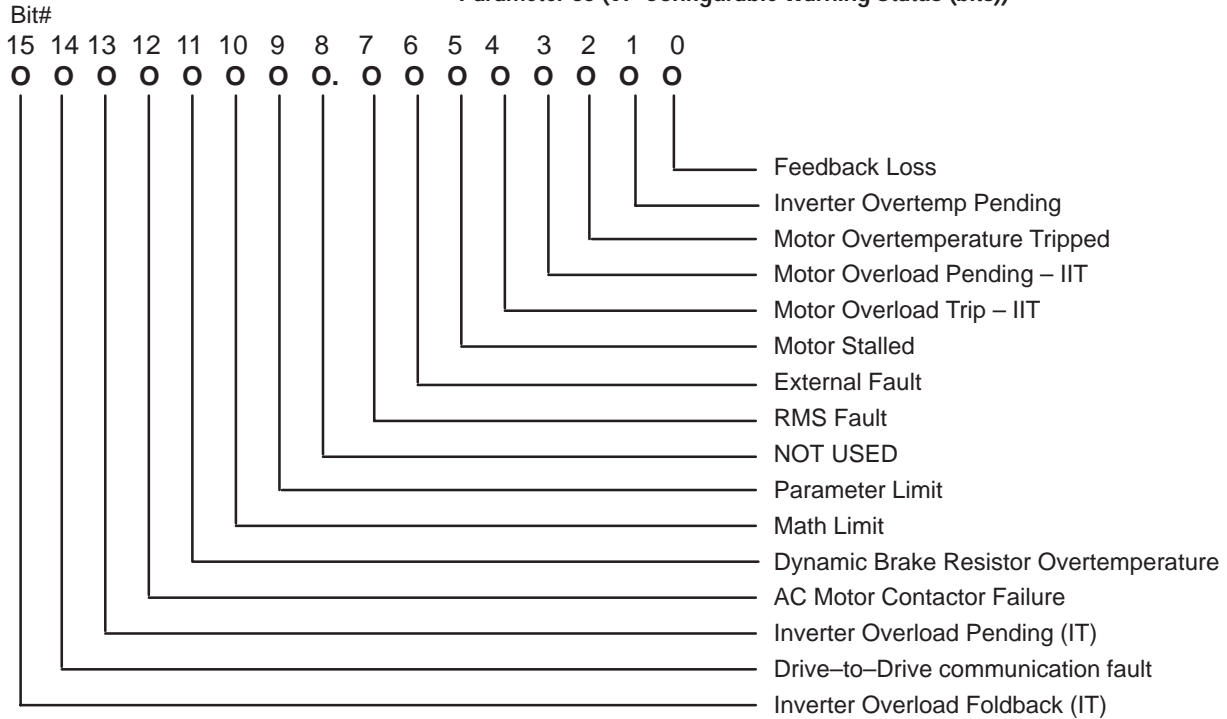 Bit#
15 14 13 12 11 10 9 8 7 6 5 4 3 2 1 0
O O O O O O O O. O O O O O O O O
Feedback Loss
Inverter Overtemp Pending
Motor Overtemperature Tripped
Motor Overload Pending – IIT
Motor Overload Trip – IIT
Motor Stalled
External Fault
RMS Fault
NOT USED
Parameter Limit
Math Limit
Dynamic Brake Resistor Overtemperature
AC Motor Contactor Failure
Inverter Overload Pending (IT)
Drive–to–Drive communication fault
Inverter Overload Foldback (IT)